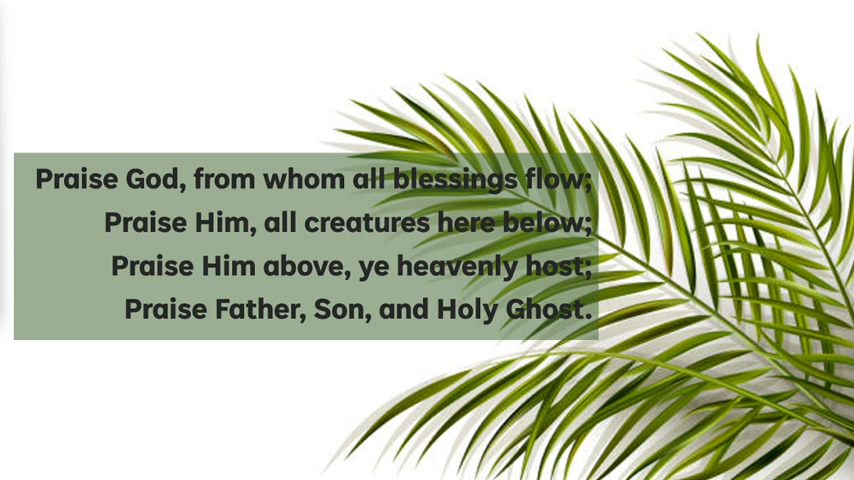 Praise God, from whom all blessings flow;
Praise Him, all creatures here below;
Praise Him above, ye heavenly host;
Praise Father, Son, and Holy Ghost.